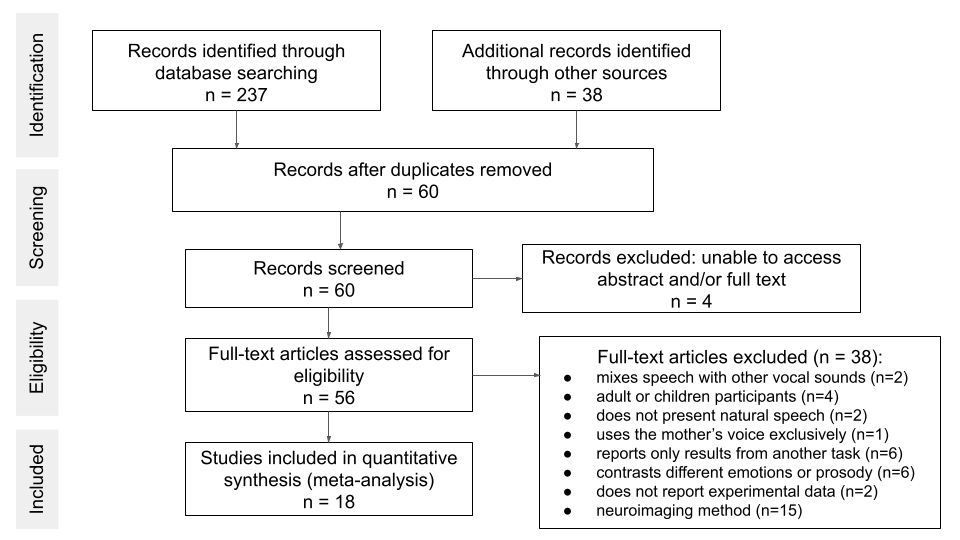 Identification
Records identified through
database searching
n = 237
Additional records identified
through other sources
n = 38
Records after duplicates removed
n = 60
Screening
Records screened
n = 60
Records excluded: unable to access
abstract and/or full text
n = 4
Eligibility
Full-text articles assessed for
eligibility
n = 56
Full-text articles excluded (n = 38):
● mixes speech with other vocal sounds (n=2)
● adult or children participants (n=4)
● does not present natural speech (n=2)
● uses the mother's voice exclusively (n=1)
● reports only results from another task (n=6)
● contrasts different emotions or prosody (n=6)
● does not report experimental data (n=2)
● neuroimaging method (n=15)
Included
Studies included in quantitative
synthesis (meta-analysis)
n = 18